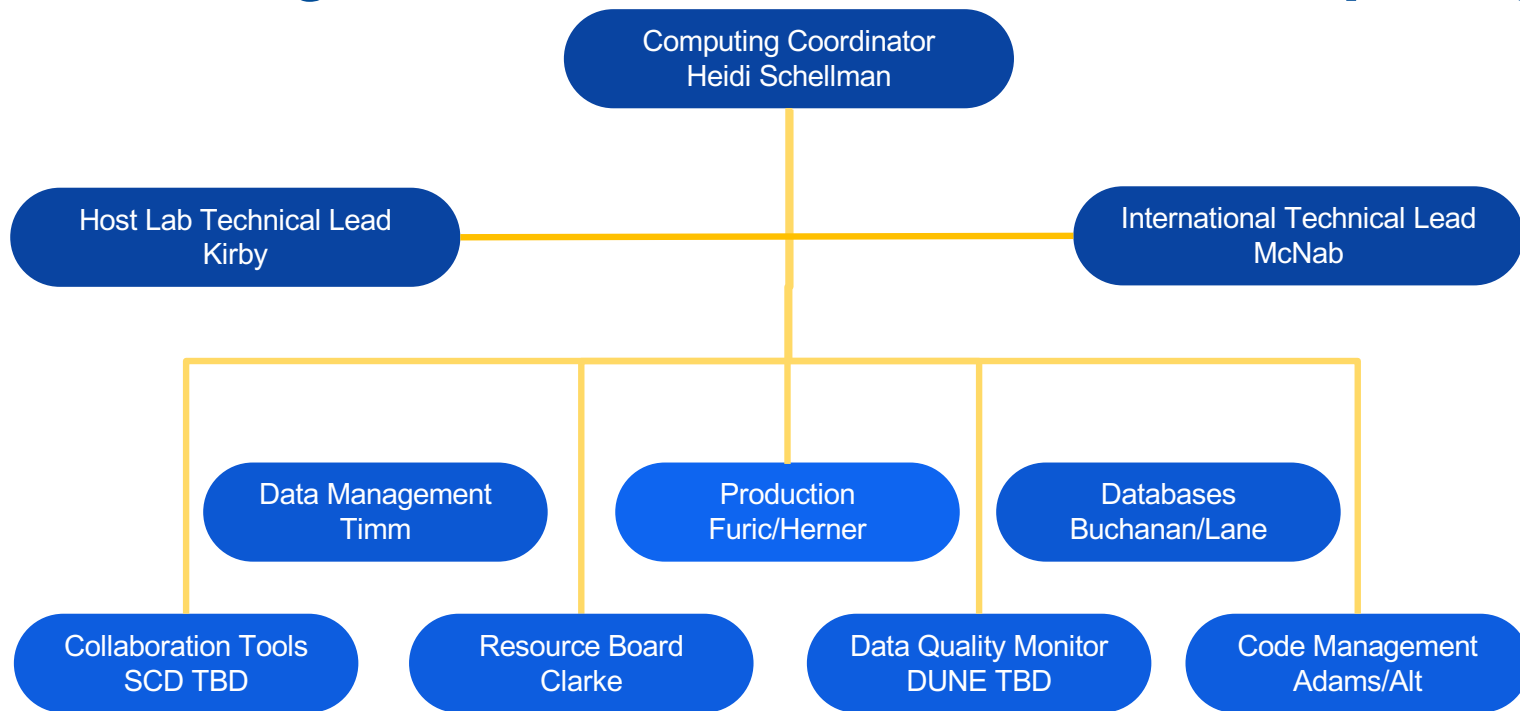 Computing Coordinator
Heidi Schellman
Host Lab Technical Lead
Kirby
International Technical Lead
McNab
Data Management
Timm
Production
Furic/Herner
Databases
Buchanan/Lane
Collaboration Tools
SCD TBD
Resource Board
Clarke
Data Quality Monitor
DUNE TBD
Code Management
Adams/Alt